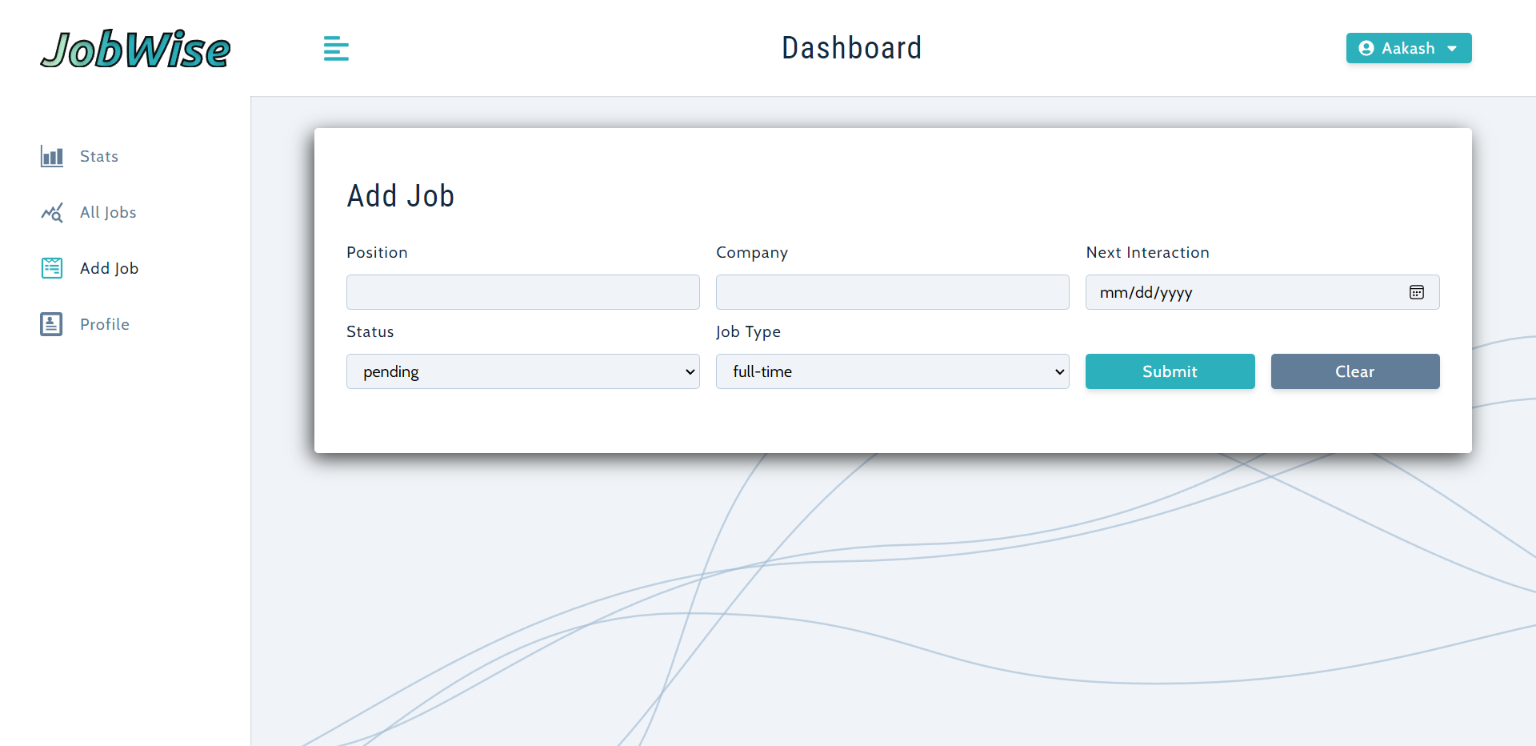 JobWise
Dashboard
Aakash
Stats
All Jobs
Add Job
Profile
Add Job
Position
Company
Next Interaction
mm/dd/yyyy
Status
Job Type
pending
full-time
Submit
Clear